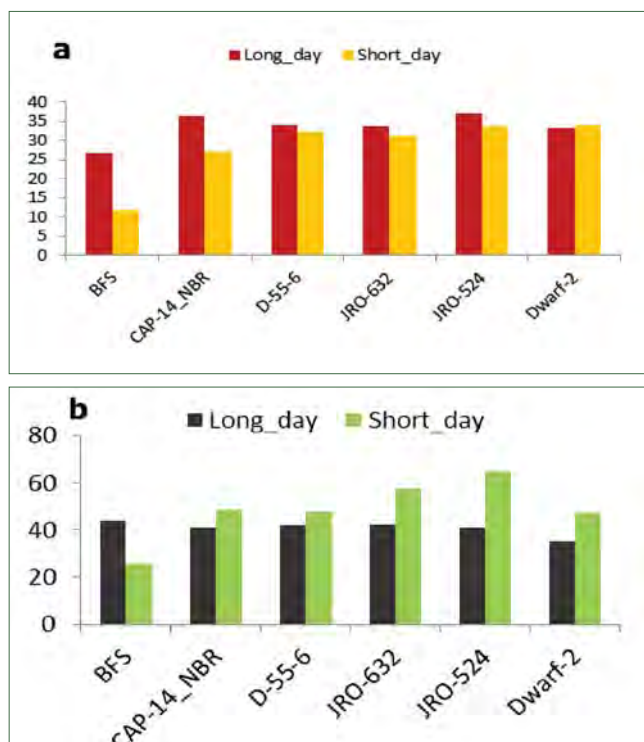 a
Long_day Short_day
40
35
30
25
20
15
10
5
0
BFS CAP-14_NBR D-55-6 JRO-632 JRO-524 Dwarf-2
b
Long_day Short_day
80
60
40
20
0
BFS CAP-14_NBR D-55-6 JRO-632 JRO-524 Dwarf-2